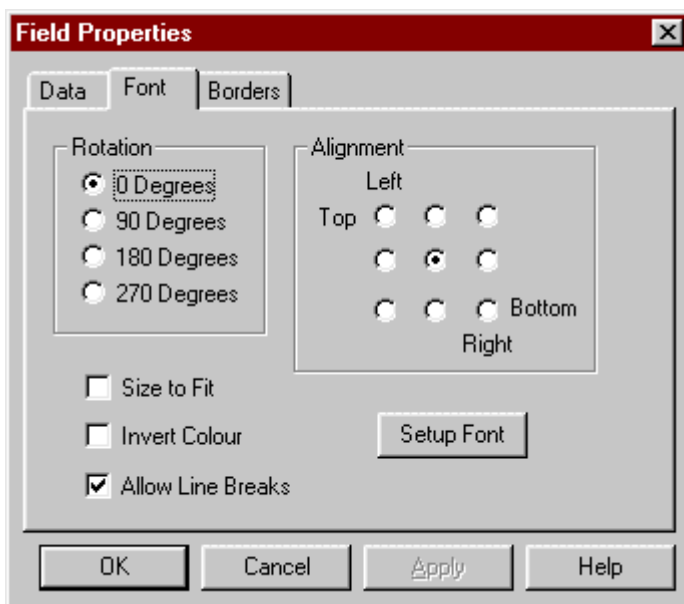 Field Properties
Data Font Borders
Rotation
0 Degrees
90 Degrees
180 Degrees
270 Degrees
Alignment
Left
Top
Bottom
Right
Size to Fit
Invert Colour
Allow Line Breaks
Setup Font
OK Cancel Apply Help